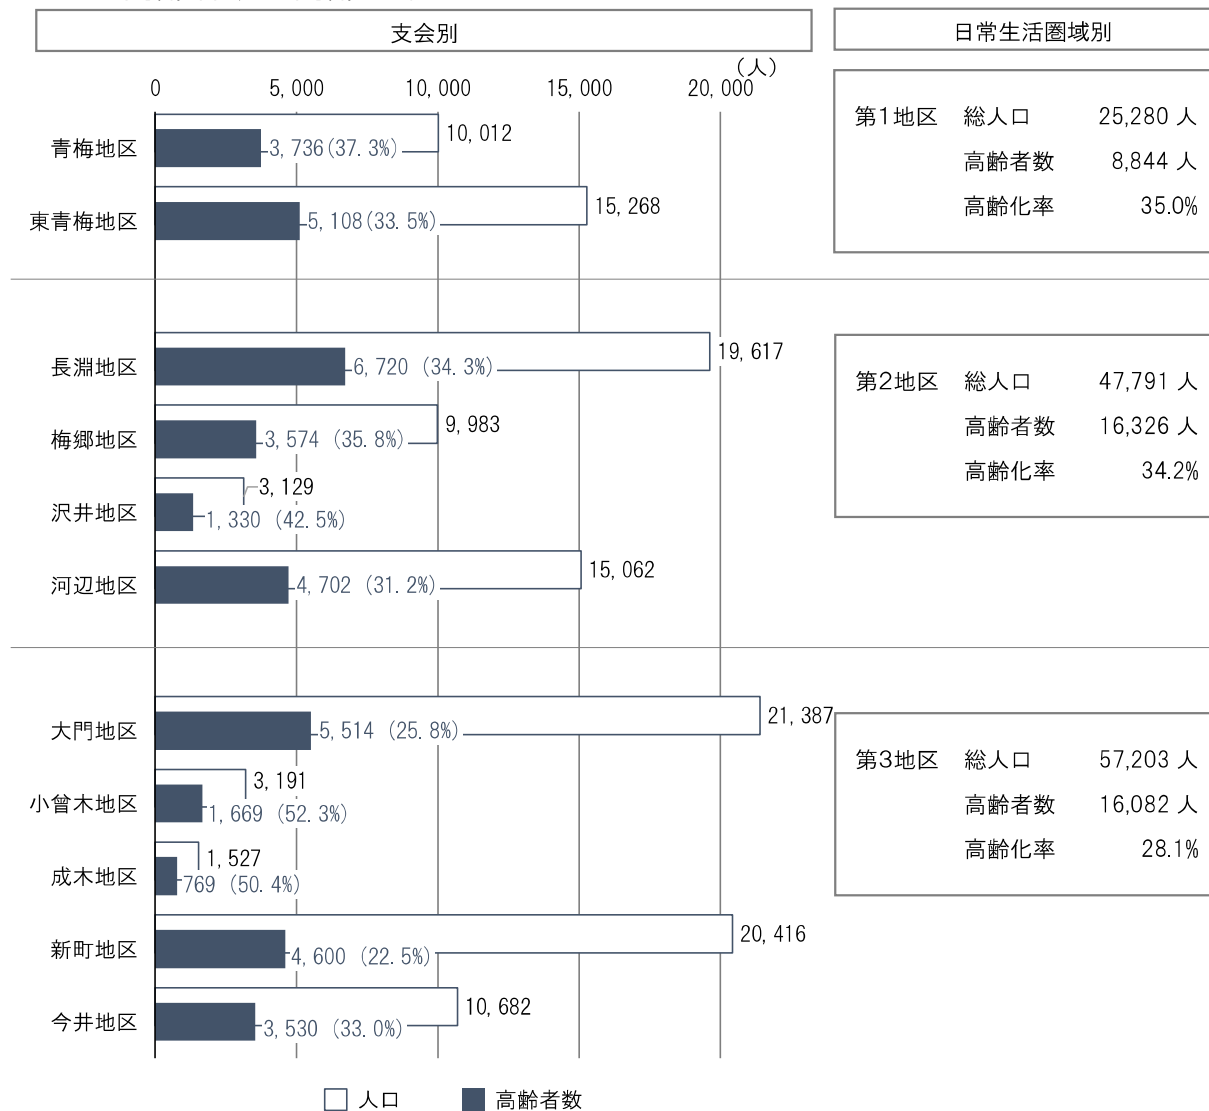 支会別
日常生活圏域別
(人)
0 5,000 10,000 15,000 20,000
青梅地区 3,736(37.3%) 10,012
東青梅地区 5,108(33.5%) 15,268
第1地区 総人口 25,280 人
高齢者数 8,844 人
高齢化率 35.0%
長淵地区 6,720 (34.3%) 19,617
梅郷地区 3,574 (35.8%) 9,983
沢井地区 3,129
1,330 (42.5%)
河辺地区 4,702 (31.2%) 15,062
第2地区 総人口 47,791 人
高齢者数 16,326 人
高齢化率 34.2%
大門地区 5,514 (25.8%) 21,387
小曾木地区 3,191
1,669 (52.3%)
成木地区 1,527
769 (50.4%)
新町地区 4,600 (22.5%) 20,416
今井地区 3,530 (33.0%) 10,682
第3地区 総人口 57,203 人
高齢者数 16,082 人
高齢化率 28.1%
人口 高齢者数